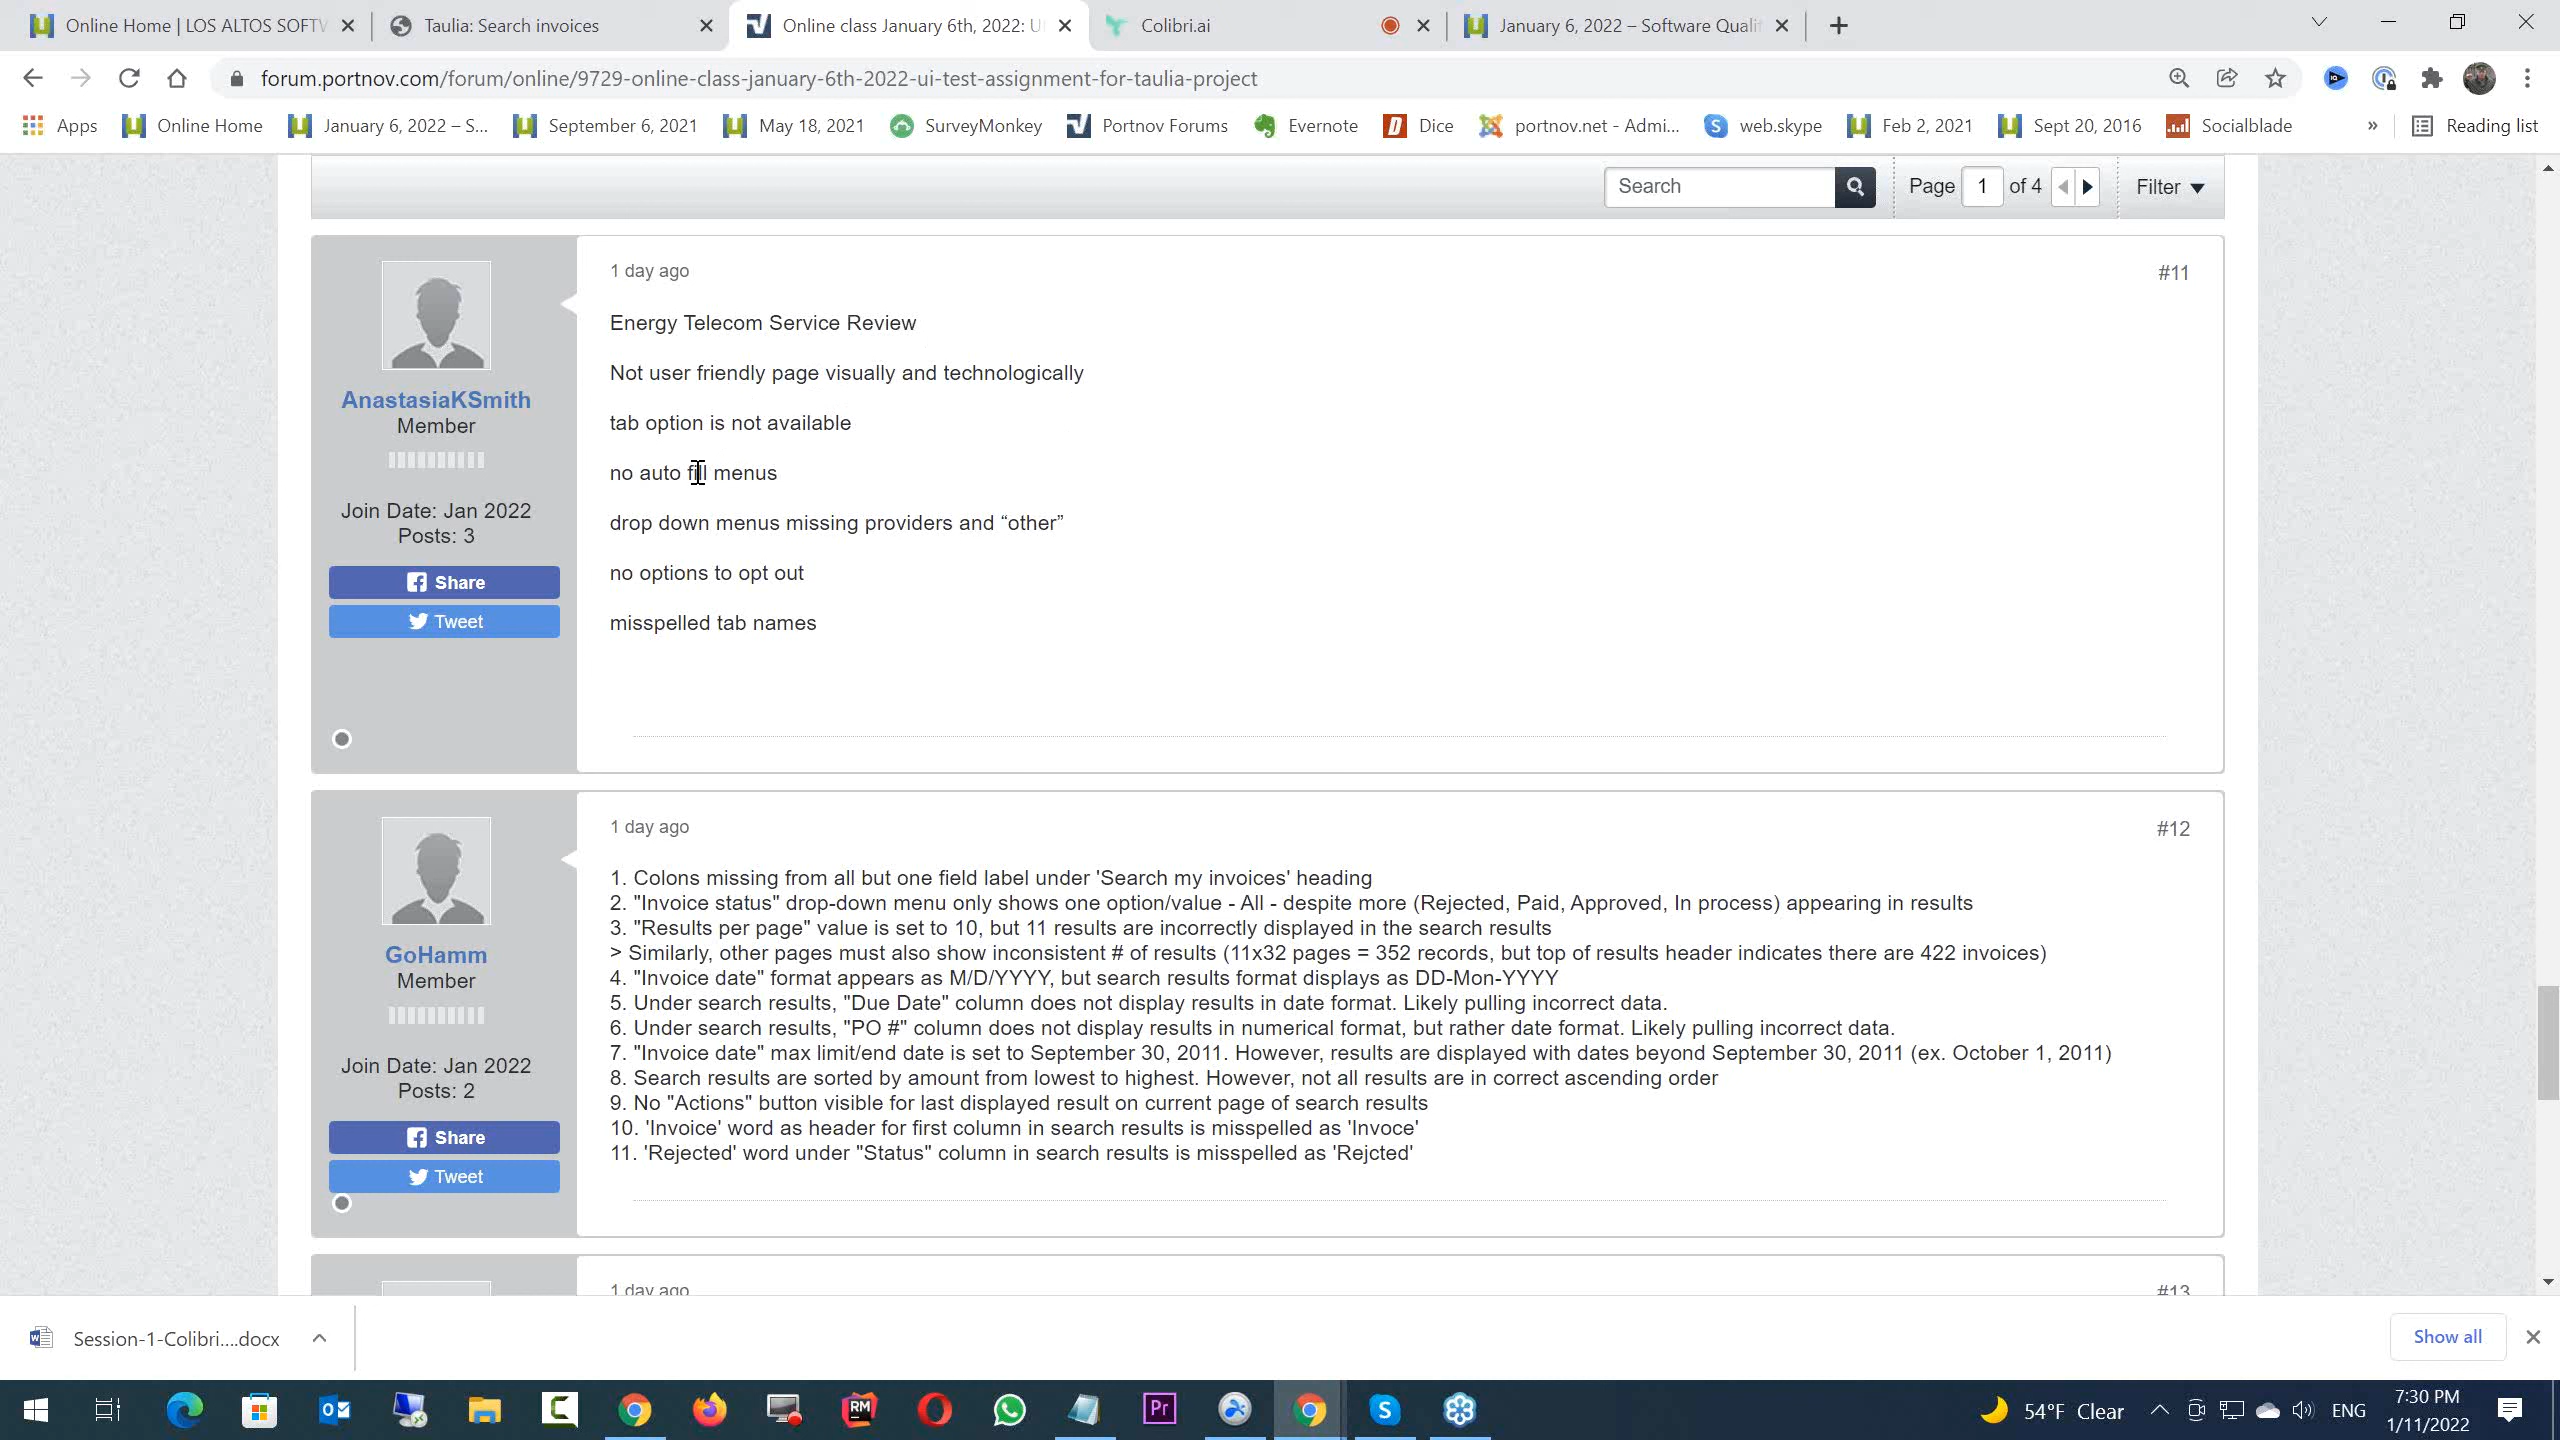 Online Home | LOS ALTOS SOFTW
Taulia: Search invoices
Online class January 6th, 2022: UI
Colibri.ai
January 6, 2022 – Software Qualit
forum.portnov.com/forum/online/9729-online-class-january-6th-2022-ui-test-assignment-for-taulia-project
Apps
Online Home
January 6, 2022 – S...
September 6, 2021
May 18, 2021
SurveyMonkey
Portnov Forums
Evernote
Dice
portnov.net - Admi...
web.skype
Feb 2, 2021
Sept 20, 2016
Socialblade
»
Reading list
Search
Page 1 of 4
Filter
1 day ago
#11
AnastasiaKSmith
Member
Join Date: Jan 2022
Posts: 3
Share
Tweet
Energy Telecom Service Review
Not user friendly page visually and technologically
tab option is not available
no auto fill menus
drop down menus missing providers and “other”
no options to opt out
misspelled tab names
1 day ago
#12
GoHamm
Member
Join Date: Jan 2022
Posts: 2
Share
Tweet
1. Colons missing from all but one field label under 'Search my invoices' heading
2. "Invoice status" drop-down menu only shows one option/value - All - despite more (Rejected, Paid, Approved, In process) appearing in results
3. "Results per page" value is set to 10, but 11 results are incorrectly displayed in the search results
> Similarly, other pages must also show inconsistent # of results (11x32 pages = 352 records, but top of results header indicates there are 422 invoices)
4. "Invoice date" format appears as M/D/YYYY, but search results format displays as DD-Mon-YYYY
5. Under search results, "Due Date" column does not display results in date format. Likely pulling incorrect data.
6. Under search results, "PO #" column does not display results in numerical format, but rather date format. Likely pulling incorrect data.
7. "Invoice date" max limit/end date is set to September 30, 2011. However, results are displayed with dates beyond September 30, 2011 (ex. October 1, 2011)
8. Search results are sorted by amount from lowest to highest. However, not all results are in correct ascending order
9. No "Actions" button visible for last displayed result on current page of search results
10. 'Invoice' word as header for first column in search results is misspelled as 'Invoce'
11. 'Rejected' word under "Status" column in search results is misspelled as 'Rejcted'
1 day ago
#13
Session-1-Colibri....docx
Show all
54°F Clear
ENG
7:30 PM
1/11/2022